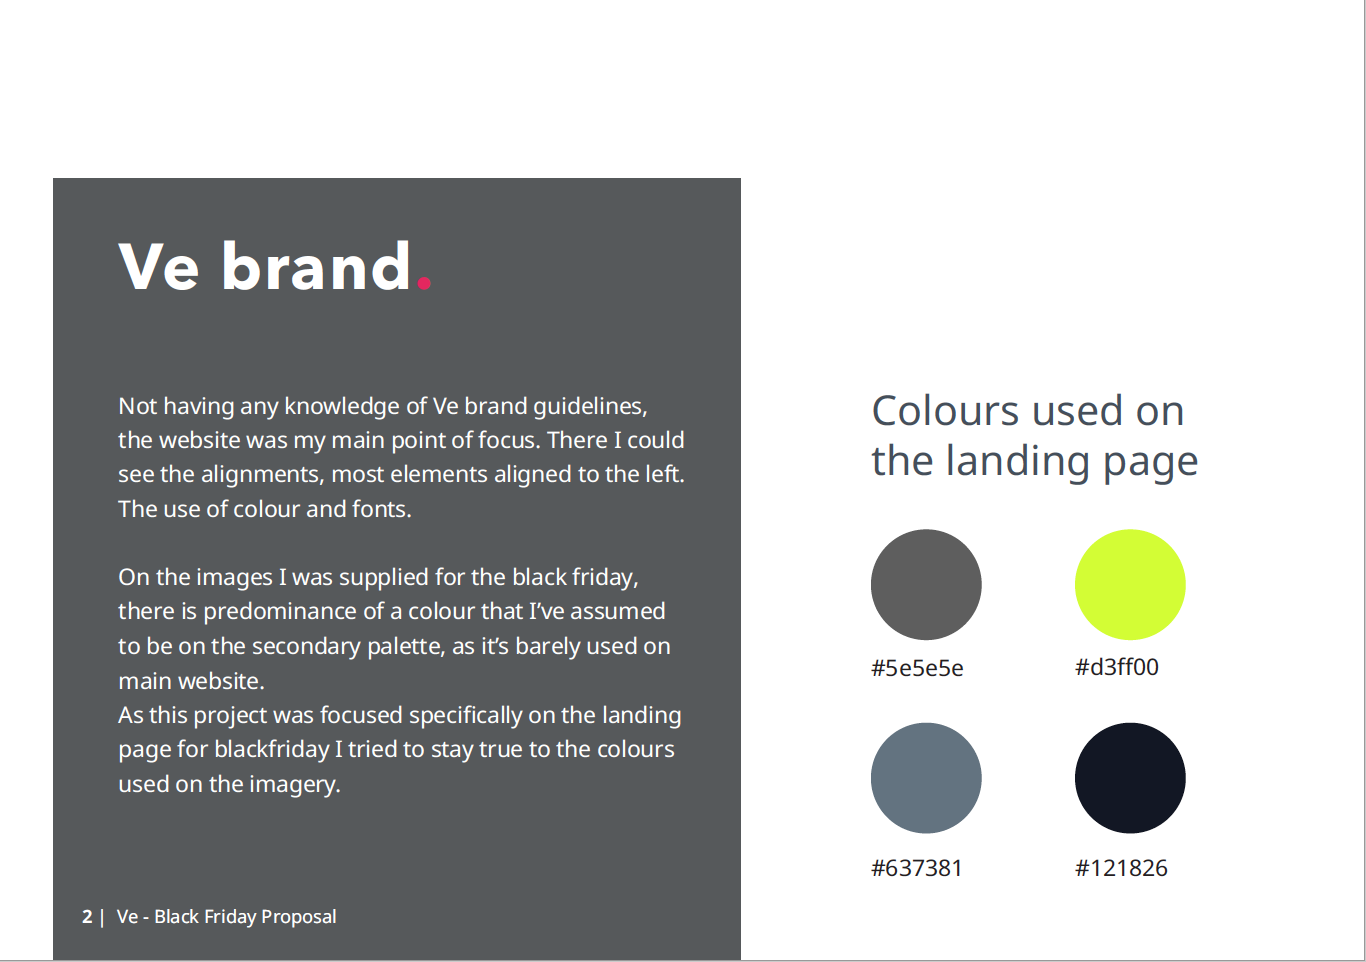 Ve brand.
Not having any knowledge of Ve brand guidelines,
the website was my main point of focus. There I could
see the alignments, most elements aligned to the left.
The use of colour and fonts.
On the images I was supplied for the black friday,
there is predominance of a colour that I’ve assumed
to be on the secondary palette, as it’s barely used on
main website.
As this project was focused specifically on the landing
page for blackfriday I tried to stay true to the colours
used on the imagery.
2 | Ve - Black Friday Proposal
Colours used on
the landing page
#5e5e5e
#d3ff00
#637381
#121826